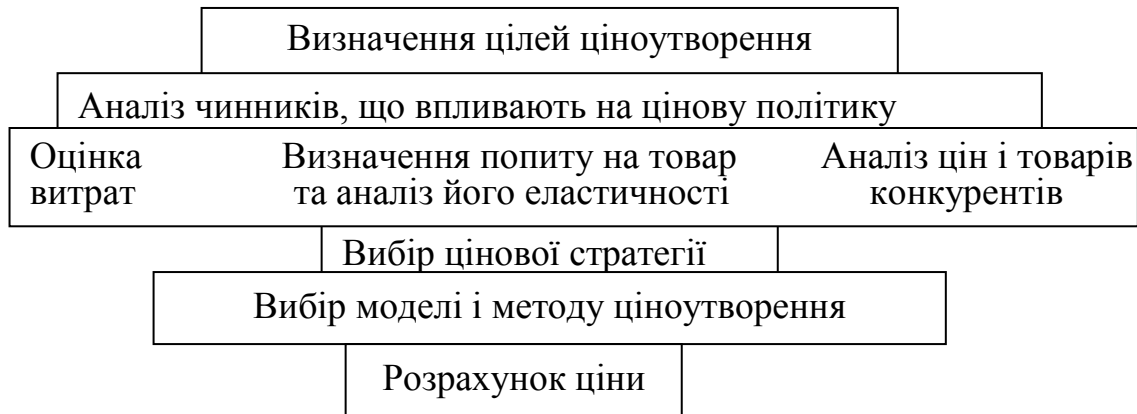 Визначення цілей ціноутворення
Аналіз чинників, що впливають на цінову політику
Оцінка витрат
Визначення попиту на товар
та аналіз його еластичності
Аналіз цін і товарів
конкурентів
Вибір цінової стратегії
Вибір моделі і методу ціноутворення
Розрахунок ціни